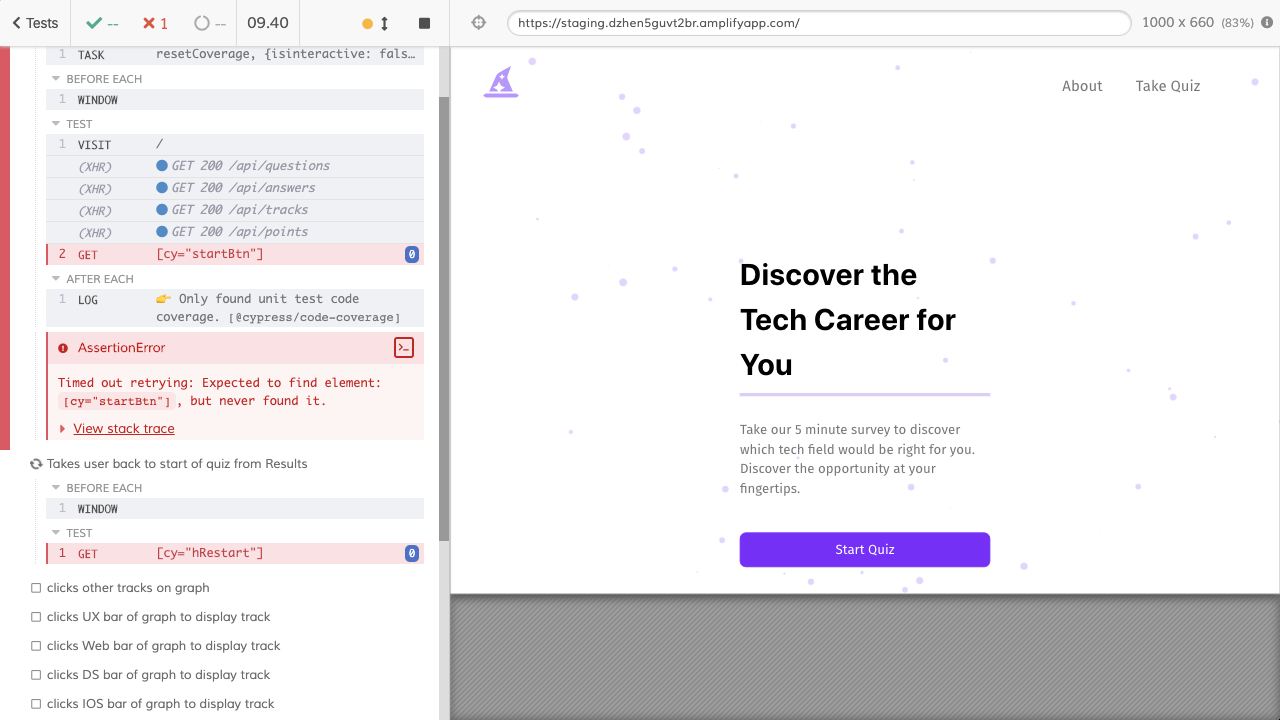 Tests
--
1
--
09.40
https://staging.dzhen5guvt2br.amplifyapp.com/
1000 x 660 (83%)
1 TASK resetCoverage, {isinteractive: fals…
BEFORE EACH
1 WINDOW
TEST
1 VISIT /
(XHR) GET 200 /api/questions
(XHR) GET 200 /api/answers
(XHR) GET 200 /api/tracks
(XHR) GET 200 /api/points
2 GET [cy="startBtn"] 0
AFTER EACH
1 LOG 👉 Only found unit test code
coverage. [@cypress/code-coverage]
AssertionError
Timed out retrying: Expected to find element:
[cy="startBtn"], but never found it.
View stack trace
Takes user back to start of quiz from Results
BEFORE EACH
1 WINDOW
TEST
1 GET [cy="hRestart"] 0
clicks other tracks on graph
clicks UX bar of graph to display track
clicks Web bar of graph to display track
clicks DS bar of graph to display track
clicks IOS bar of graph to display track
About
Take Quiz
Discover the
Tech Career for
You
Take our 5 minute survey to discover
which tech field would be right for you.
Discover the opportunity at your
fingertips.
Start Quiz